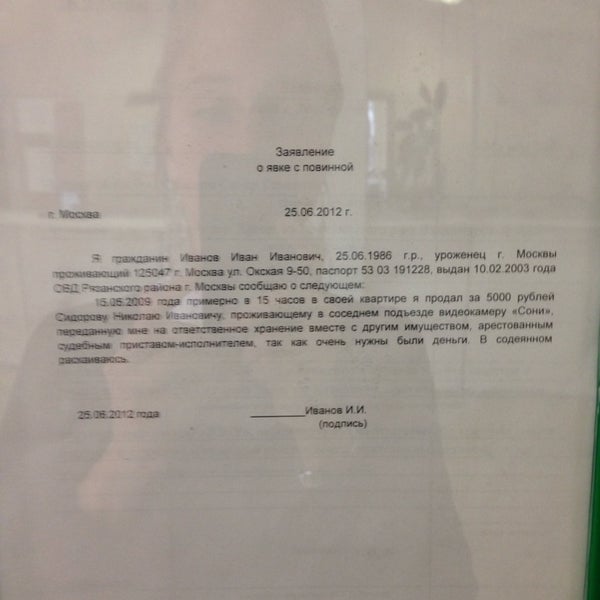 Заявление
о явке с повинной
г. Москва 25.06.2012 г.
Я гражданин Иванов Иван Иванович, 25.06.1986 г.р., уроженец г. Москвы
проживающий 125047 г. Москва ул. Окская 9-50, паспорт 53 03 191228, выдан 10.02.2003 года
ОВД Рязанского района г. Москвы сообщаю о следующем:
15.06.2009 года примерно в 15 часов в своей квартире я продал за 5000 рублей
Сидорову Николаю Ивановичу, проживающему в соседнем подъезде видеокамеру «Сони»,
переданную мне на ответственное хранение вместе с другим имуществом, арестованным
судебным приставом-исполнителем, так как очень нужны были деньги. В содеянном
раскаиваюсь.
25.06.2012 года ________Иванов И.И.
(подпись)